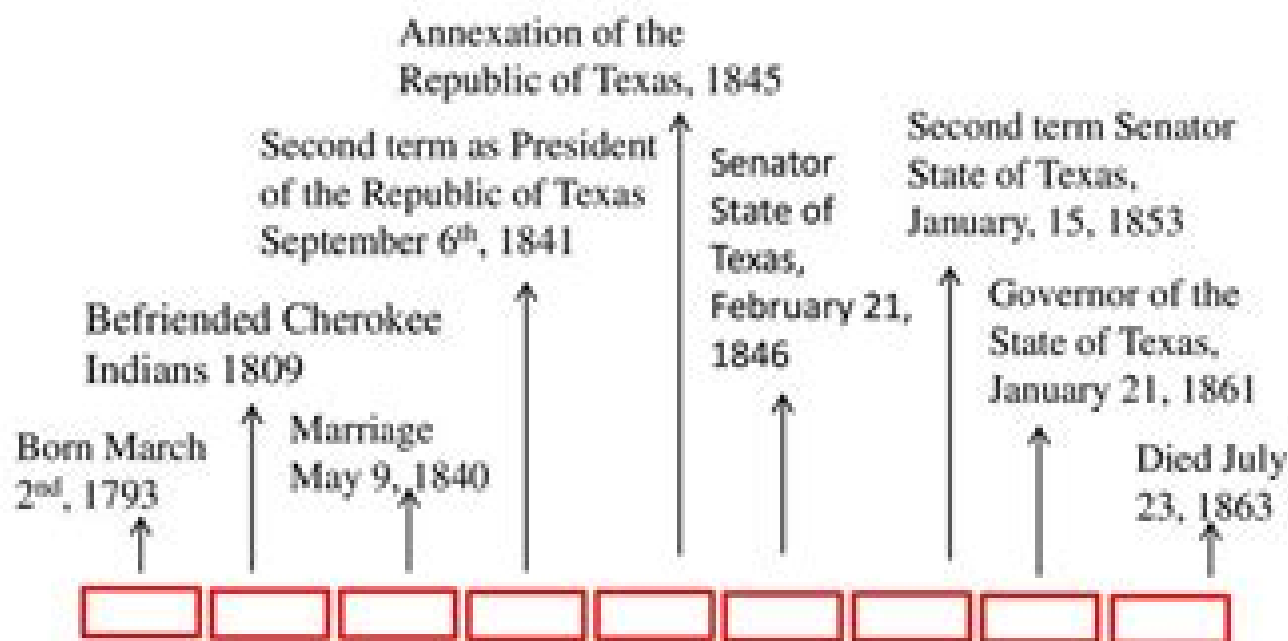 Annexation of the
Republic of Texas, 1845
Second term as President
of the Republic of Texas
September 6th, 1841
Senator
State of
Texas,
February 21,
1846
Second term Senator
State of Texas,
January, 15, 1853
Befriended Cherokee
Indians 1809
Governor of the
State of Texas,
January 21, 1861
Born March
2nd, 1793
Marriage
May 9, 1840
Died July
23, 1863